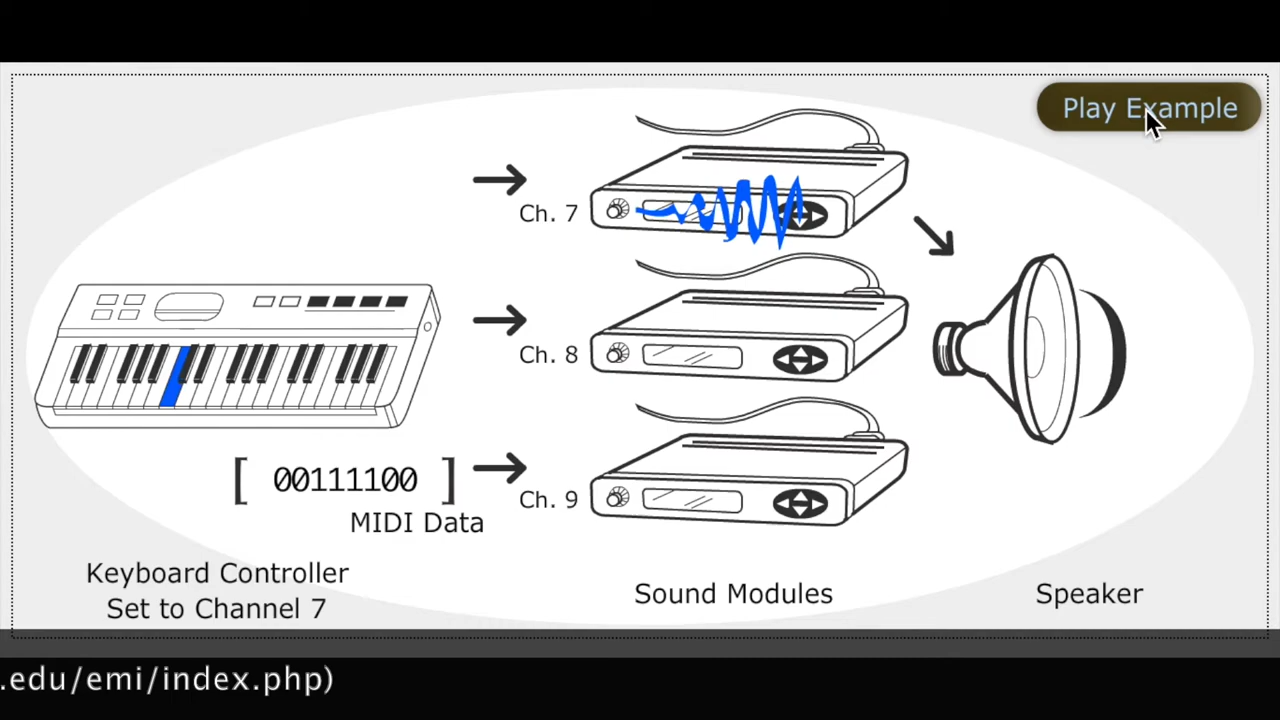 Play Example
Ch. 7
Ch. 8
[ 00111100 ]
Ch. 9
MIDI Data
Keyboard Controller
Set to Channel 7
Sound Modules
Speaker
.edu/emi/index.php)